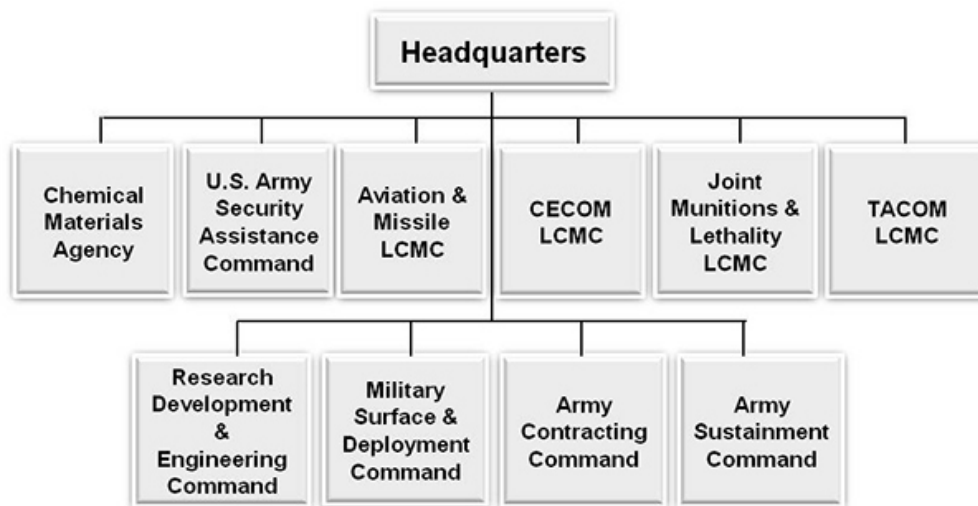 Headquarters
Chemical
Materials
Agency
U.S. Army
Security
Assistance
Command
Aviation &
Missile
LCMC
CECOM
LCMC
Joint
Munitions &
Lethality
LCMC
TACOM
LCMC
Research
Development
&
Engineering
Command
Military
Surface &
Deployment
Command
Army
Contracting
Command
Army
Sustainment
Command